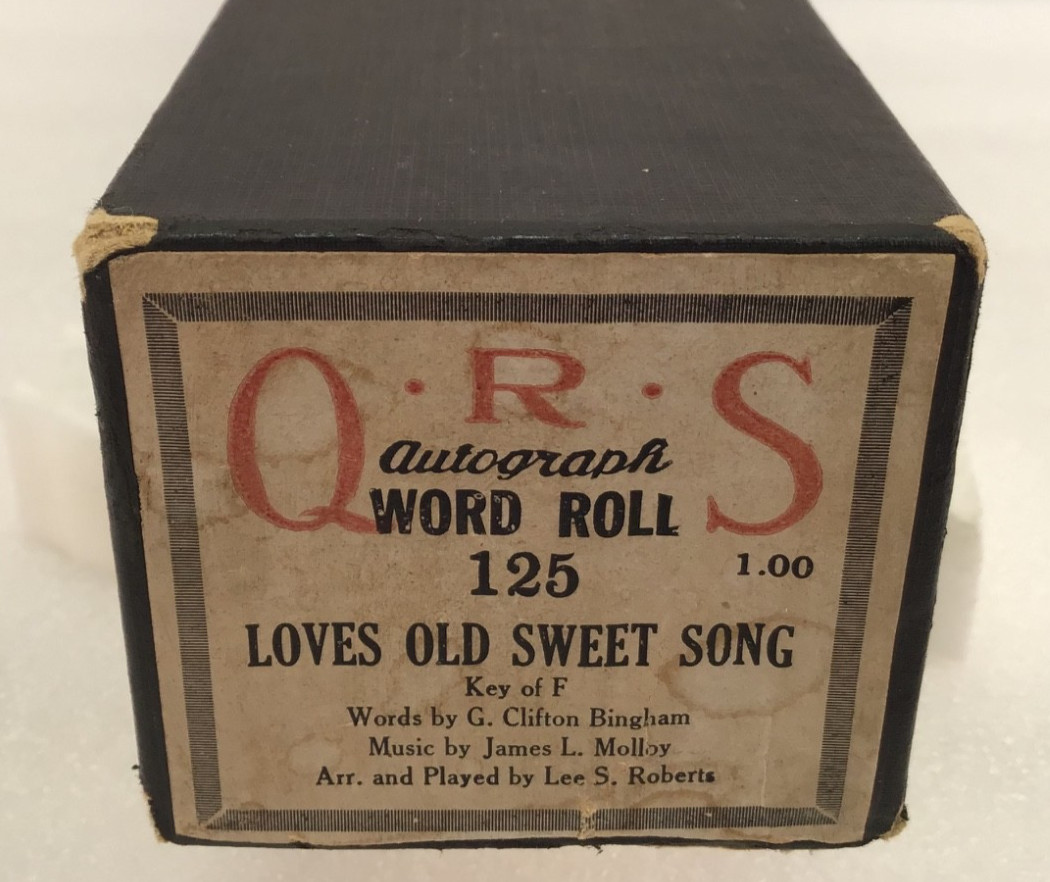 Q·R·S
Autograph
WORD ROLL
125
1.00
LOVES OLD SWEET SONG
Key of F
Words by G. Clifton Bingham
Music by James L. Molloy
Arr. and Played by Lee S. Roberts